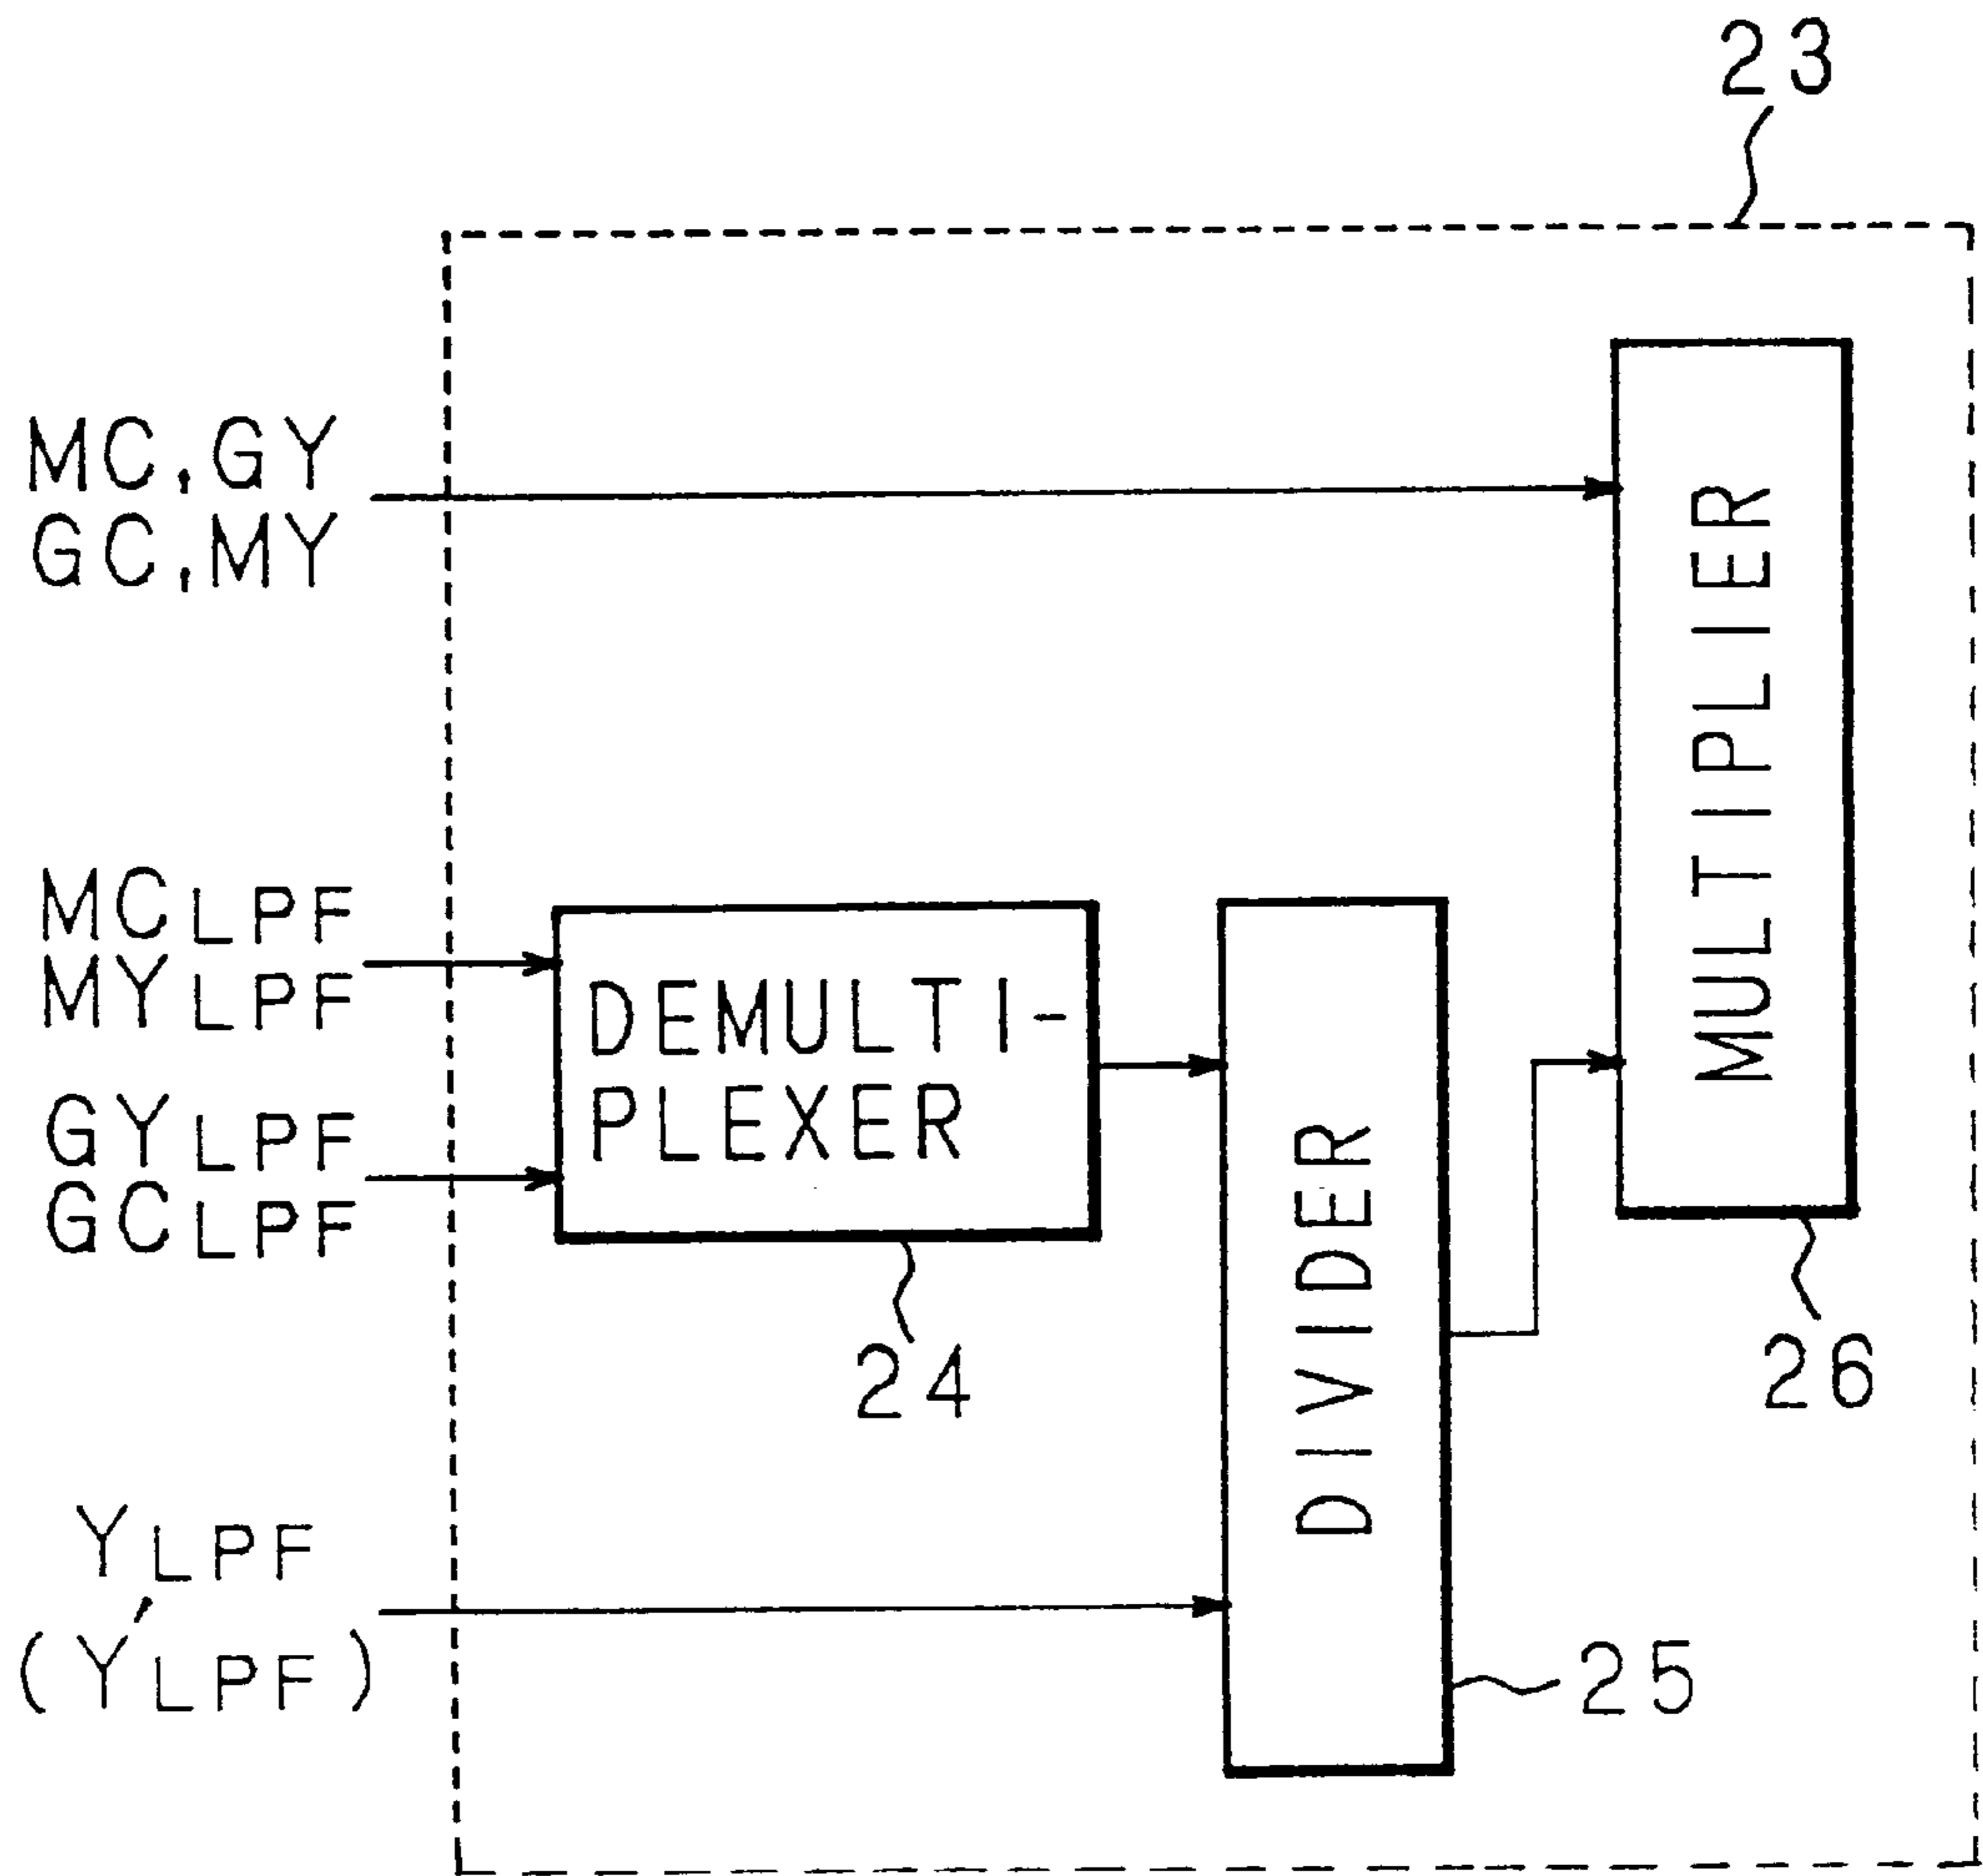 23
MC,GY
GC,MY
MULTIPLIER
MCLPF
MYLPF
GYLPF
GCLPF
DEMULTI-
PLEXER
DIVIDER
24
26
YLPF
(Y'LPF)
25